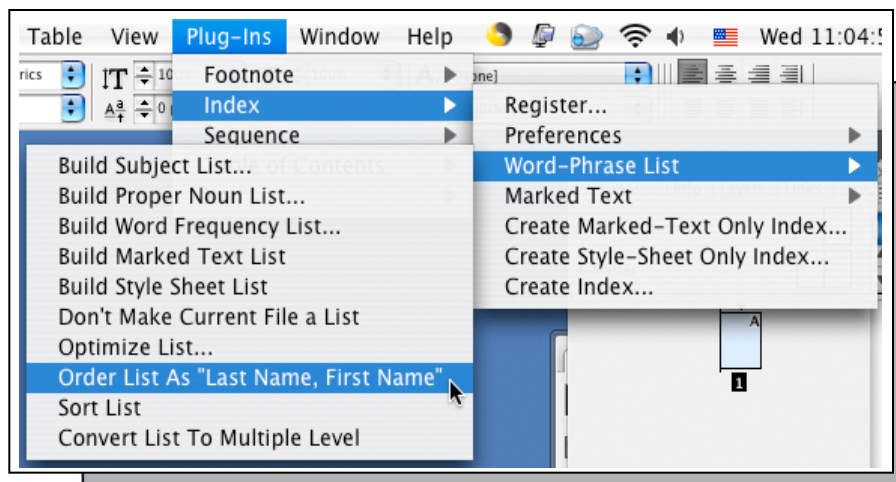 Table View Plug-Ins Window Help Wed 11:04:5
rics
Footnote
Index
Sequence
Register...
Preferences
Word-Phrase List
Marked Text
Create Marked-Text Only Index...
Create Style-Sheet Only Index...
Create Index...
Build Subject List...
Build Proper Noun List...
Build Word Frequency List...
Build Marked Text List
Build Style Sheet List
Don't Make Current File a List
Optimize List...
Order List As "Last Name, First Name"
Sort List
Convert List To Multiple Level
A
1